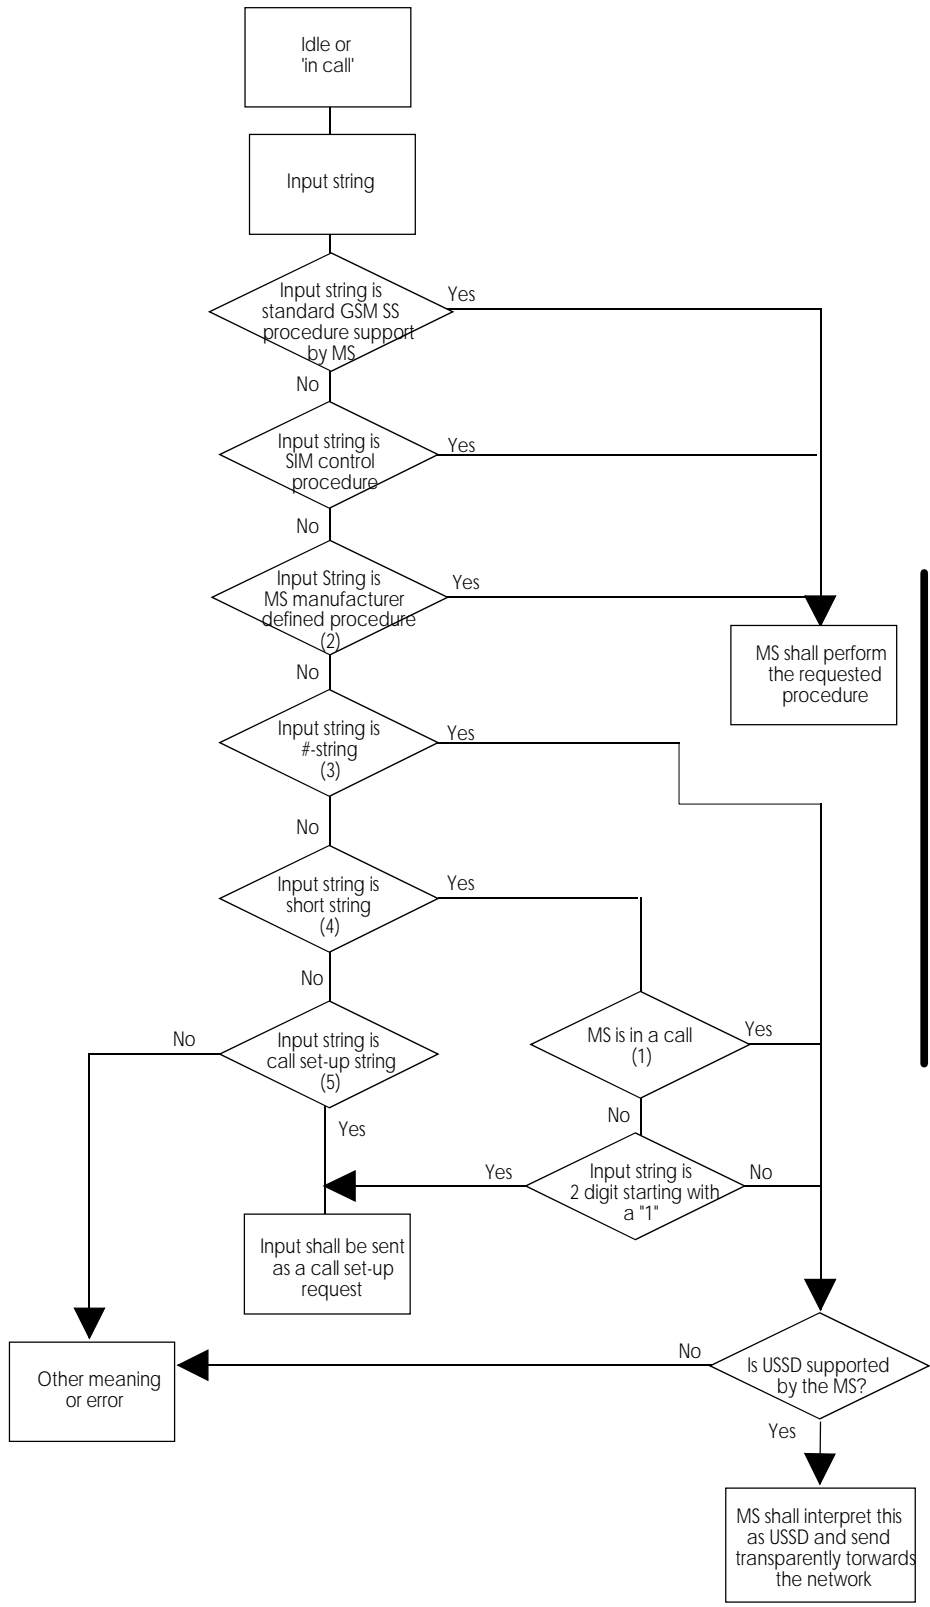 Idle or
'in call'
Input string
Input string is
standard GSM SS
procedure support
by MS
Yes
No
Input string is
SIM control
procedure
Yes
No
Input String is
MS manufacturer
defined procedure
(2)
Yes
MS shall perform
the requested
procedure
No
Input string is
#-string
(3)
Yes
No
Input string is
short string
(4)
Yes
No
Input string is
call set-up string
(5)
No
Yes
MS is in a call
(1)
Yes
No
Input string is
2 digit starting with
a "1"
Yes
No
Input shall be sent
as a call set-up
request
Other meaning
or error
No
Is USSD supported
by the MS?
Yes
MS shall interpret this
as USSD and send
transparently torwards
the network